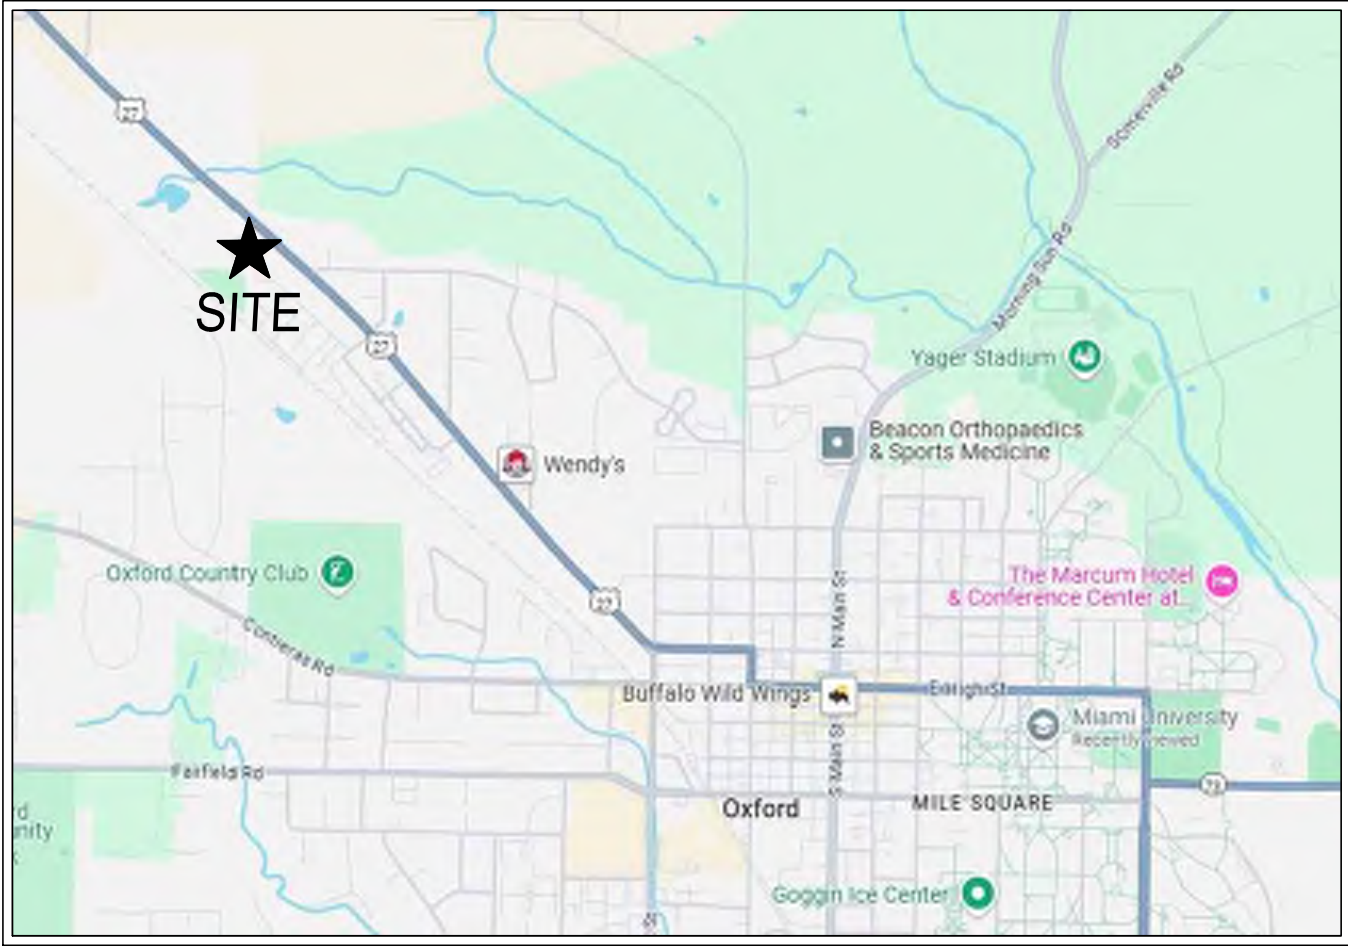 27
Somerville Rd
Morning Sun Rd
SITE
27
Yager Stadium
Beacon Orthopaedics
& Sports Medicine
Wendy's
Oxford Country Club
The Marcum Hotel
& Conference Center at...
27
N Main St
Contreras Rd
Buffalo Wild Wings
E High St
Miami University
Recently viewed
S Main St
Fairfield Rd
73
Oxford
MILE SQUARE
Goggin Ice Center